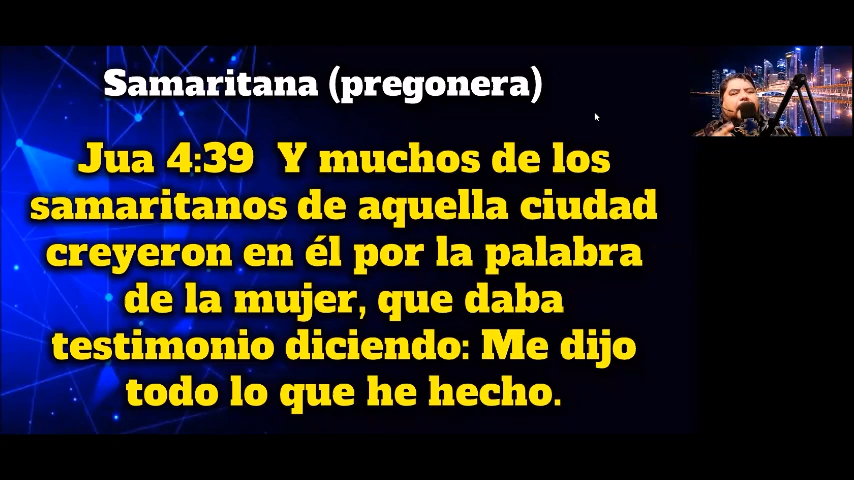 Samaritana (pregonera)
Jua 4:39 Y muchos de los
samaritanos de aquella ciudad
creyeron en él por la palabra
de la mujer, que daba
testimonio diciendo: Me dijo
todo lo que he hecho.